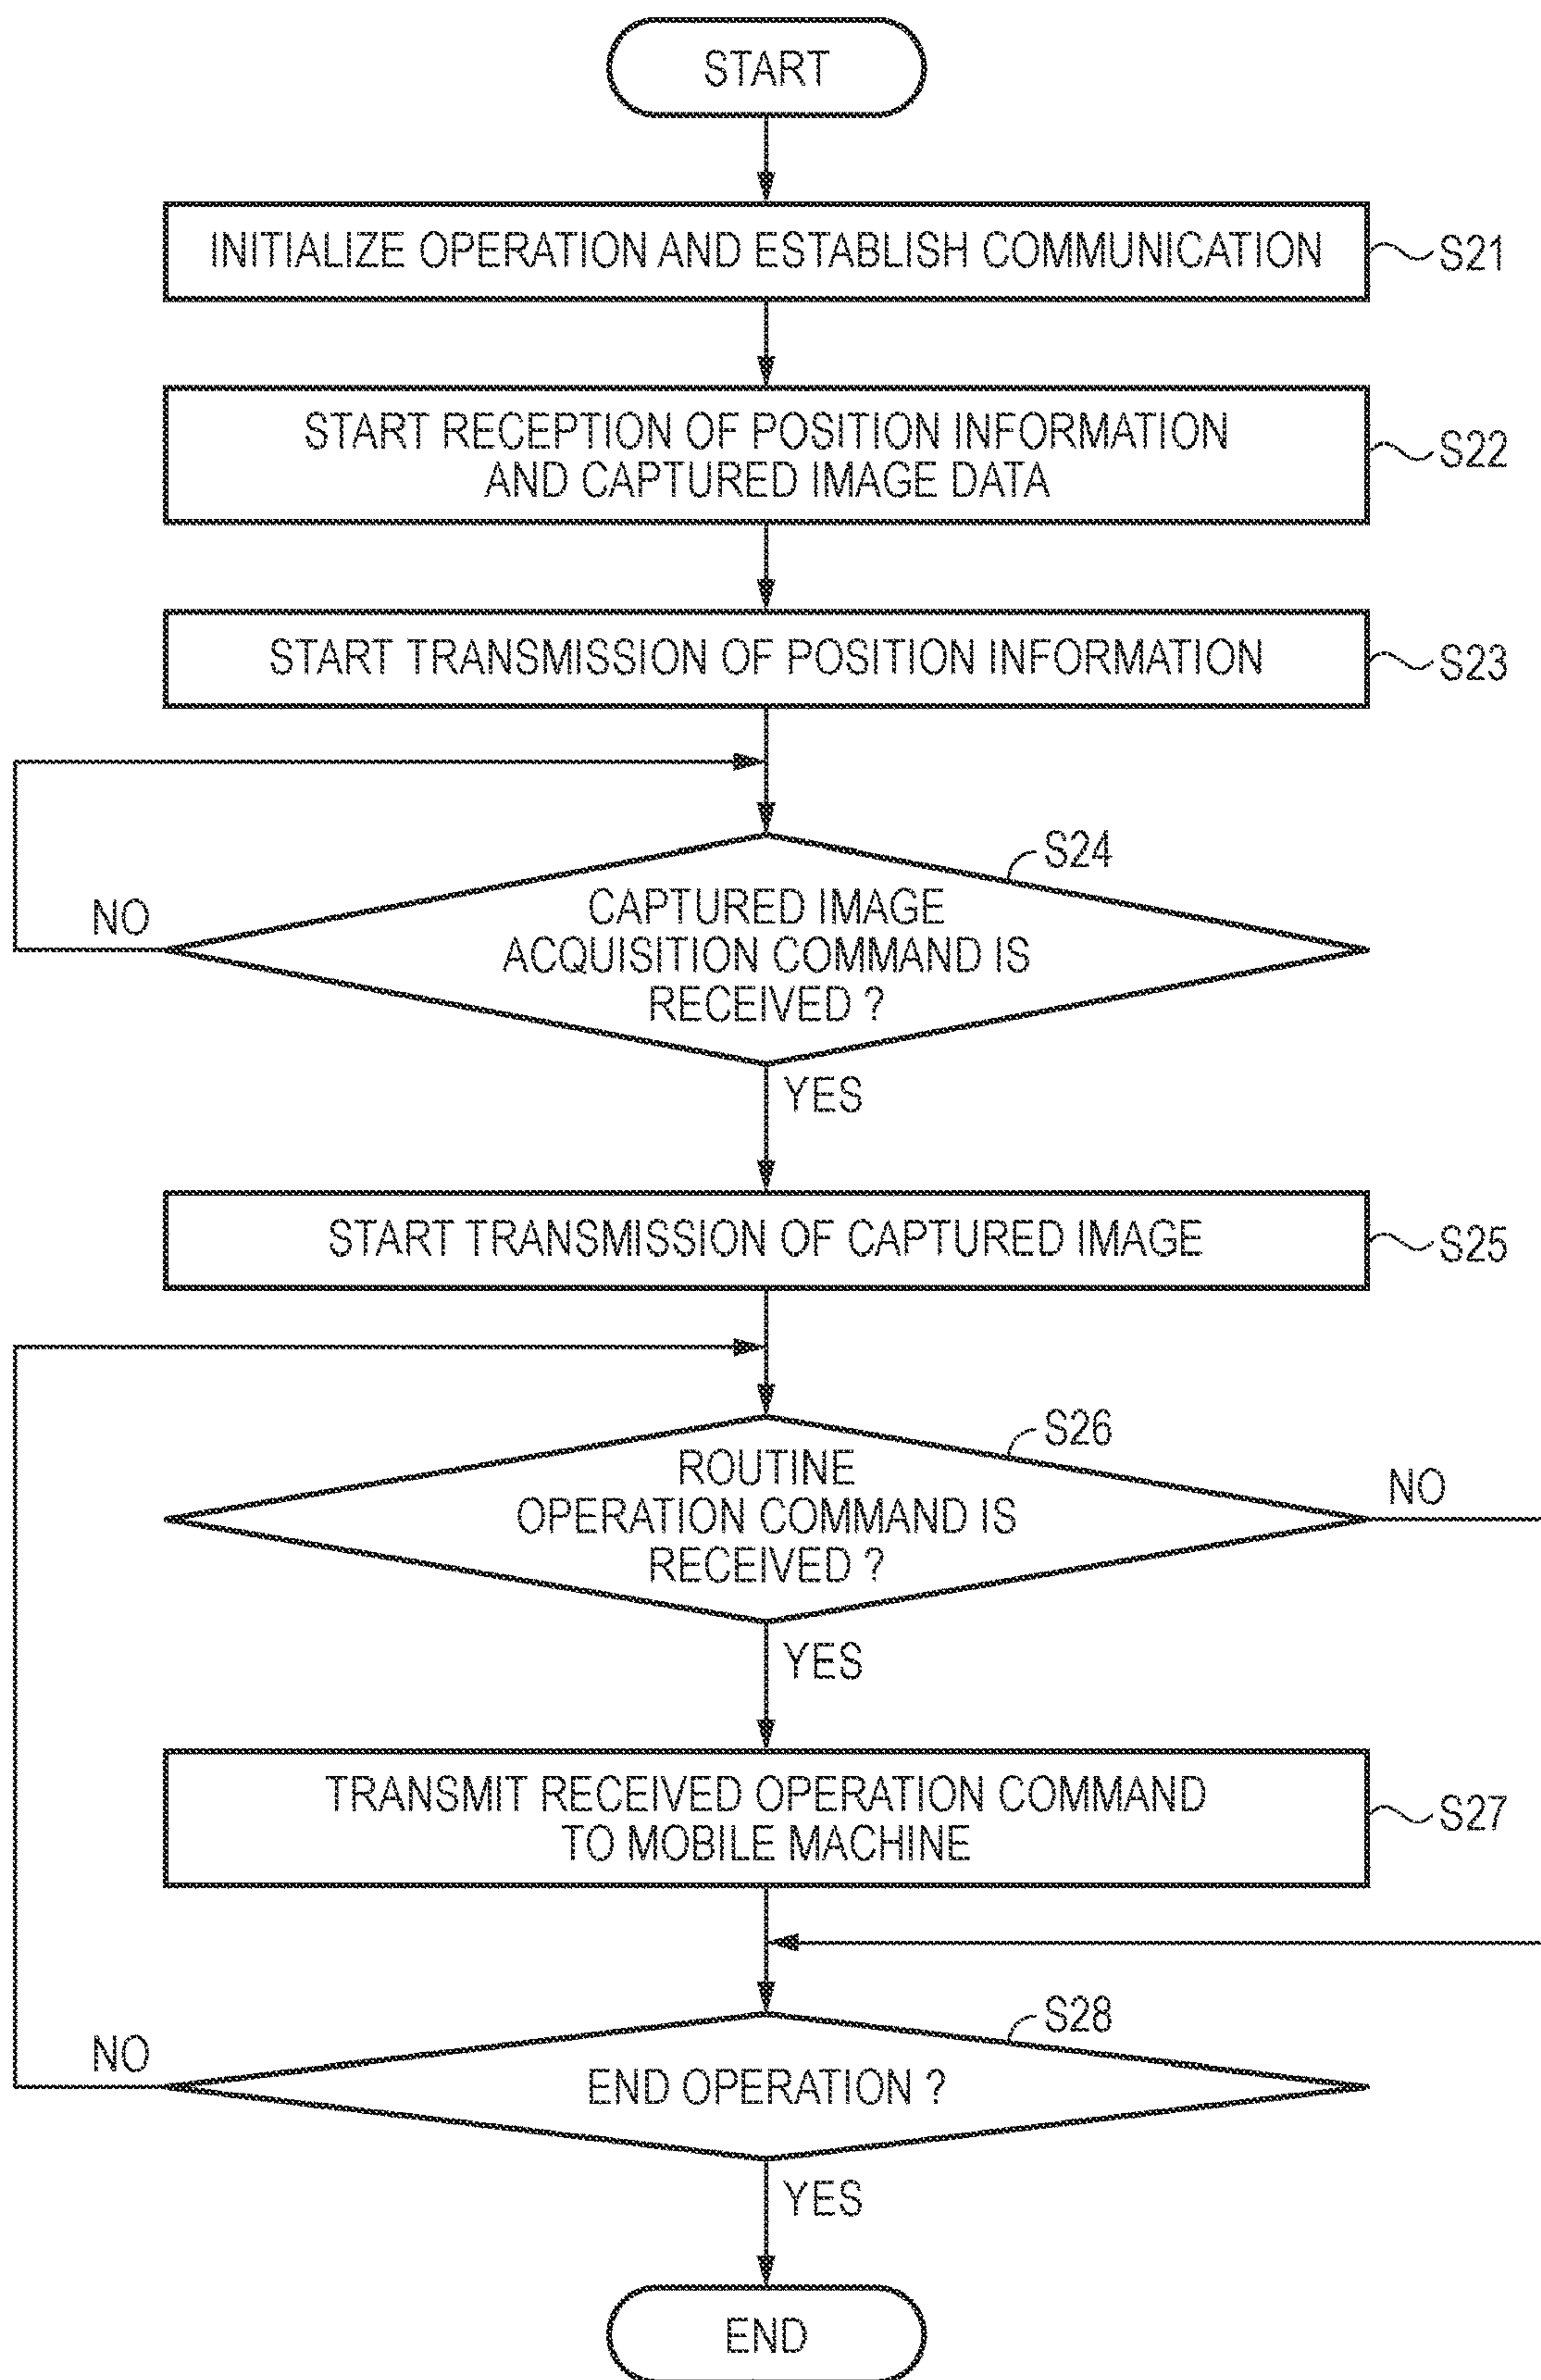 START
INITIALIZE OPERATION AND ESTABLISH COMMUNICATION
S21
START RECEPTION OF POSITION INFORMATION
AND CAPTURED IMAGE DATA
S22
START TRANSMISSION OF POSITION INFORMATION
S23
S24
NO
CAPTURED IMAGE
ACQUISITION COMMAND IS
RECEIVED ?
YES
START TRANSMISSION OF CAPTURED IMAGE
S25
S26
ROUTINE
OPERATION COMMAND IS
RECEIVED ?
NO
YES
TRANSMIT RECEIVED OPERATION COMMAND
TO MOBILE MACHINE
S27
S28
NO
END OPERATION ?
YES
END